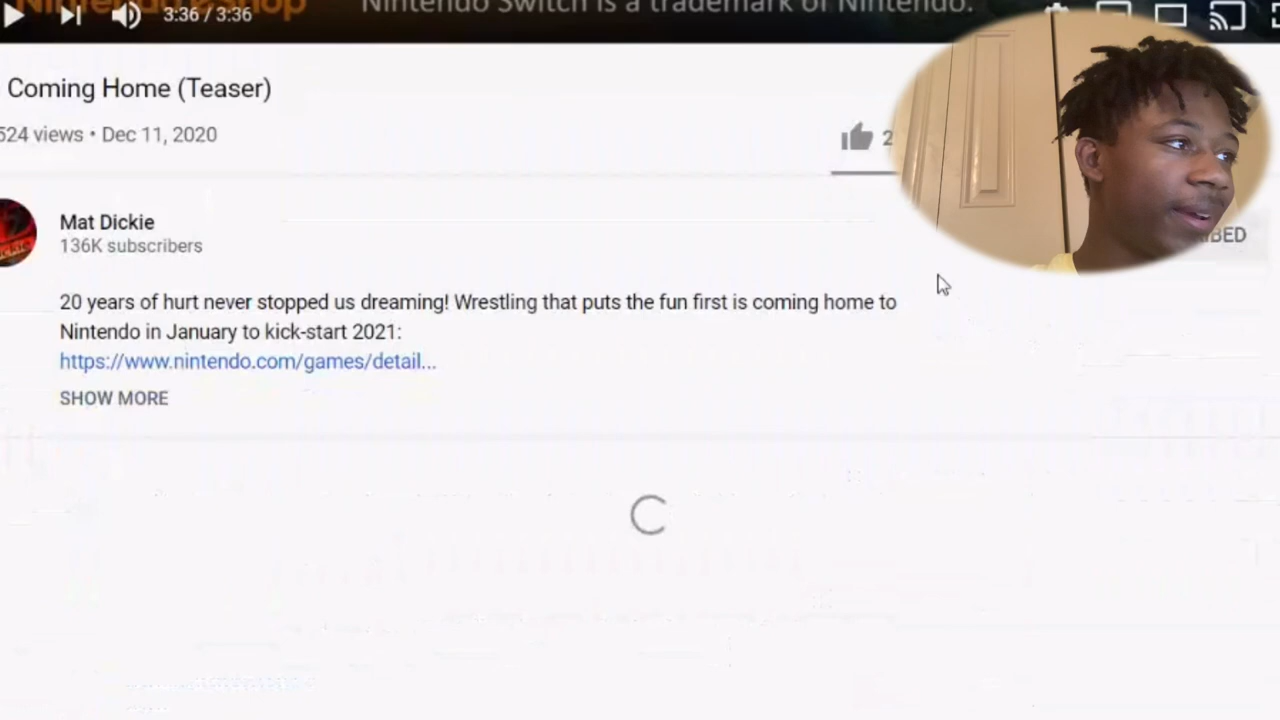 Nintendo Switch is a trademark of Nintendo.
3:36 / 3:36
Coming Home (Teaser)
524 views • Dec 11, 2020
2
Mat Dickie
136K subscribers
20 years of hurt never stopped us dreaming! Wrestling that puts the fun first is coming home to
Nintendo in January to kick-start 2021:
https://www.nintendo.com/games/detail...
SHOW MORE